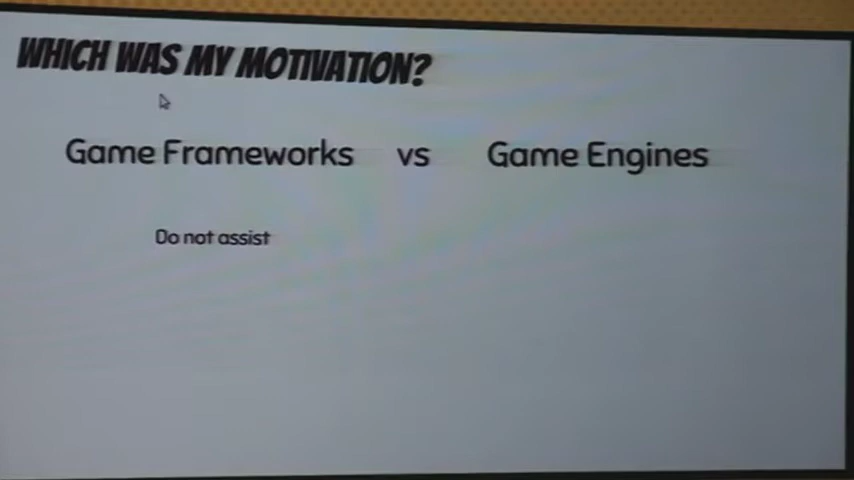 WHICH WAS MY MOTIVATION?
Game Frameworks vs Game Engines
Do not assist